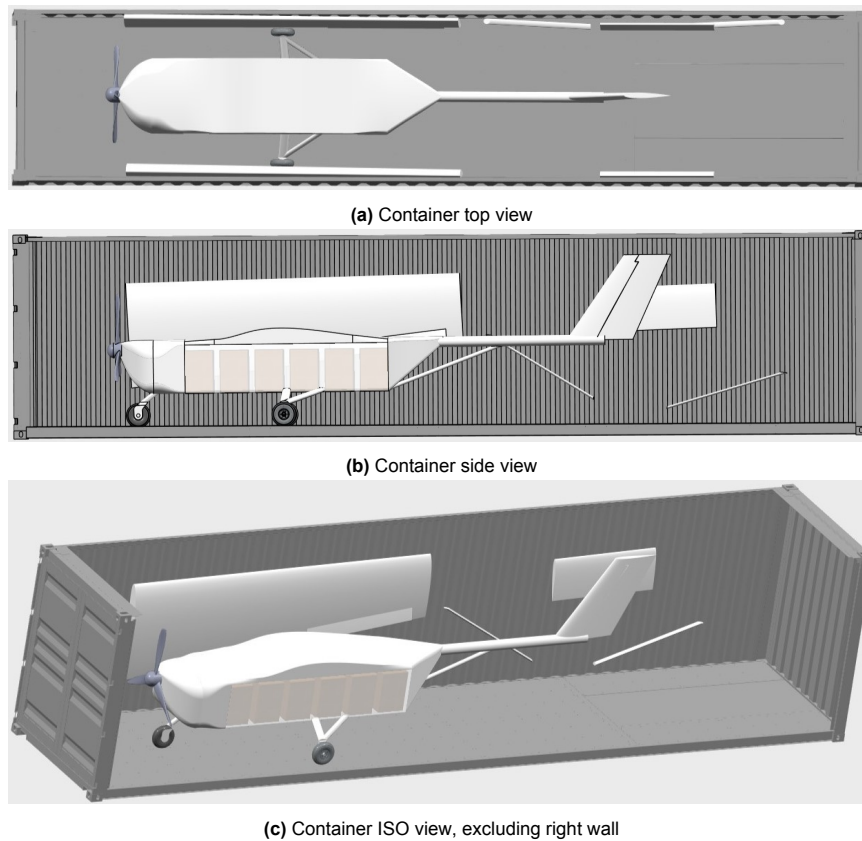 (a) Container top view
(b) Container side view
(c) Container ISO view, excluding right wall